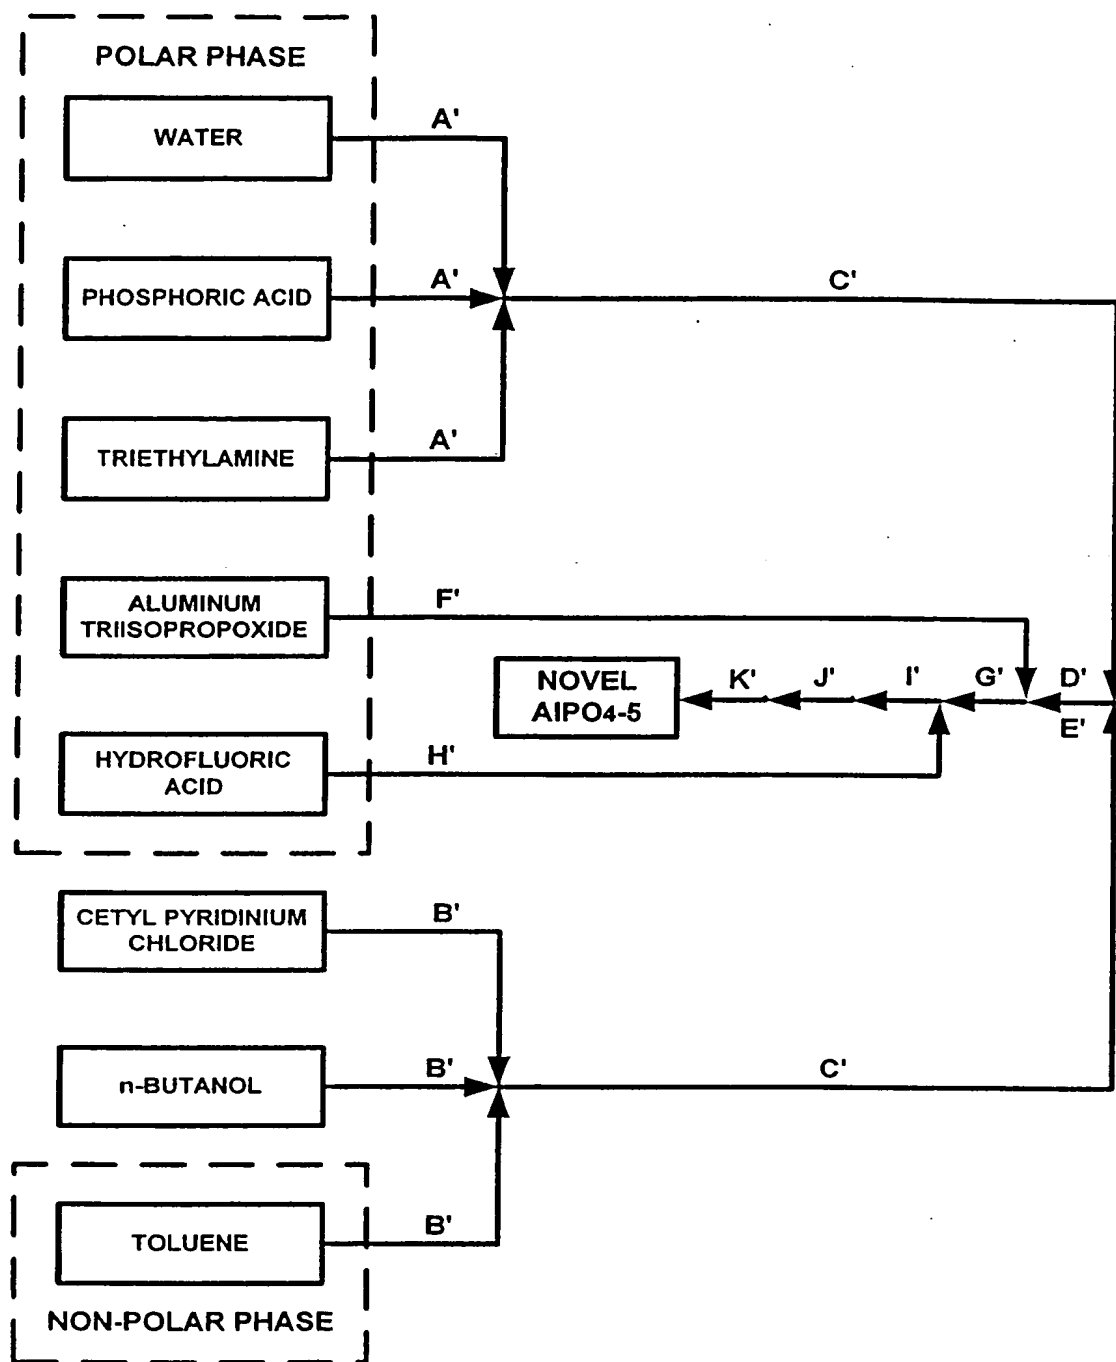 POLAR PHASE
WATER
A'
PHOSPHORIC ACID
A'
C'
TRIETHYLAMINE
A'
ALUMINUM
TRIISOPROPOXIDE
F'
NOVEL
AlPO4-5
K'
J'
I'
G'
D'
E'
HYDROFLUORIC
ACID
H'
CETYL PYRIDINIUM
CHLORIDE
B'
n-BUTANOL
B'
C'
TOLUENE
B'
NON-POLAR PHASE